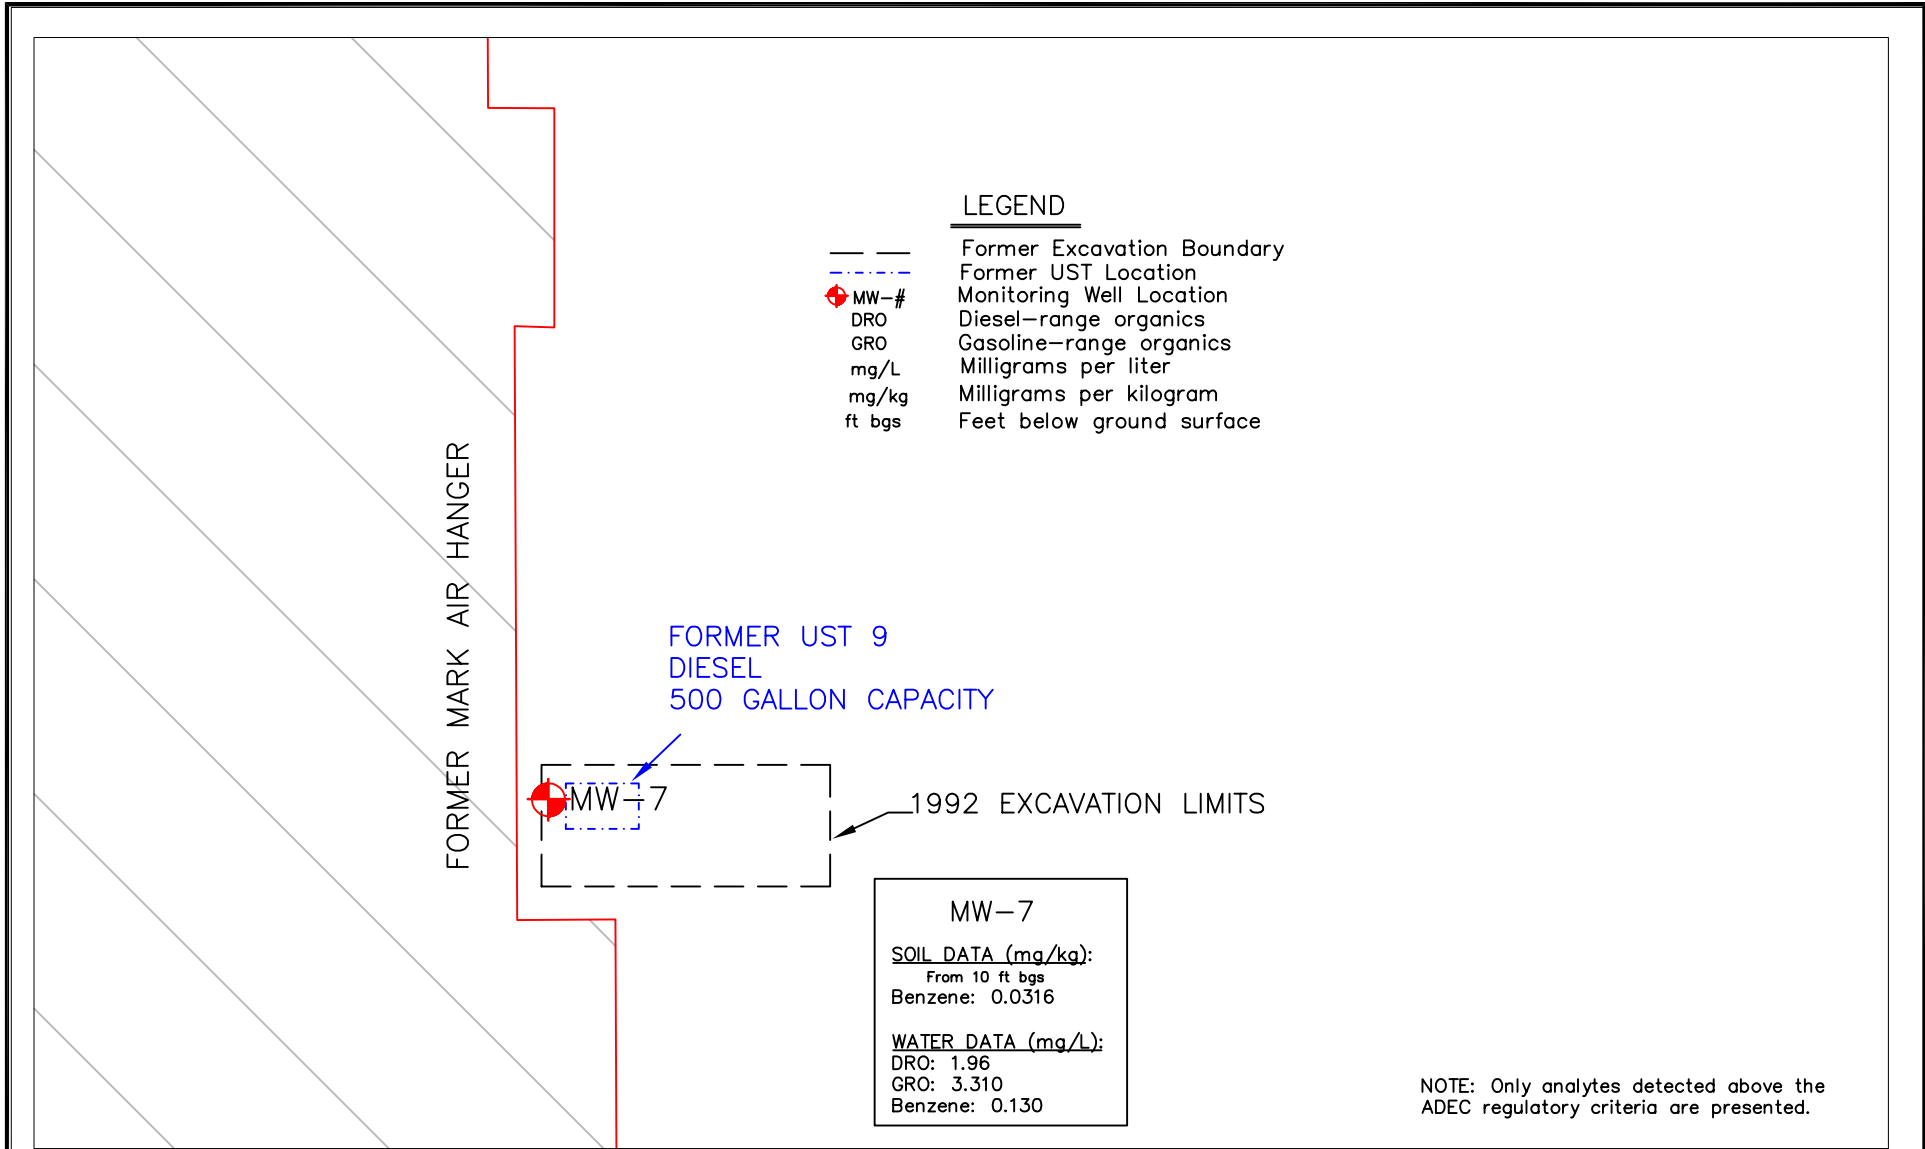 LEGEND
Former Excavation Boundary
Former UST Location
MW-# Monitoring Well Location
DRO Diesel-range organics
GRO Gasoline-range organics
mg/L Milligrams per liter
mg/kg Milligrams per kilogram
ft bgs Feet below ground surface
FORMER MARK AIR HANGER
FORMER UST 9
DIESEL
500 GALLON CAPACITY
MW-7
1992 EXCAVATION LIMITS
MW-7
SOIL DATA (mg/kg):
From 10 ft bgs
Benzene: 0.0316
WATER DATA (mg/L):
DRO: 1.96
GRO: 3.310
Benzene: 0.130
NOTE: Only analytes detected above the
ADEC regulatory criteria are presented.